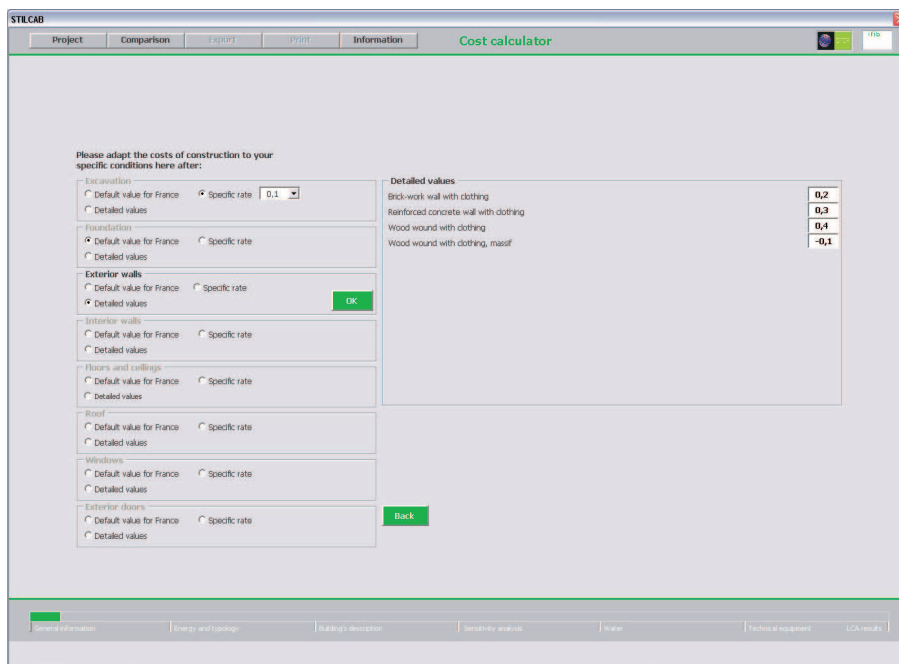 STILCAB
Project Comparison Export Print Information Cost calculator
Please adapt the costs of construction to your
specific conditions here after:
Excavation
Default value for France Specific rate 0,1
Detailed values
Foundation
Default value for France Specific rate
Detailed values
Exterior walls
Default value for France Specific rate
Detailed values OK
Interior walls
Default value for France Specific rate
Detailed values
Floors and ceilings
Default value for France Specific rate
Detailed values
Roof
Default value for France Specific rate
Detailed values
Windows
Default value for France Specific rate
Detailed values
Exterior doors
Default value for France Specific rate
Detailed values
Detailed values
Brick-work wall with clothing 0,2
Reinforced concrete wall with clothing 0,3
Wood wound with clothing 0,4
Wood wound with clothing, massif -0,1
Back
General information Energy and typology Building's description Sensitivity analysis Water Technical equipment LCA results